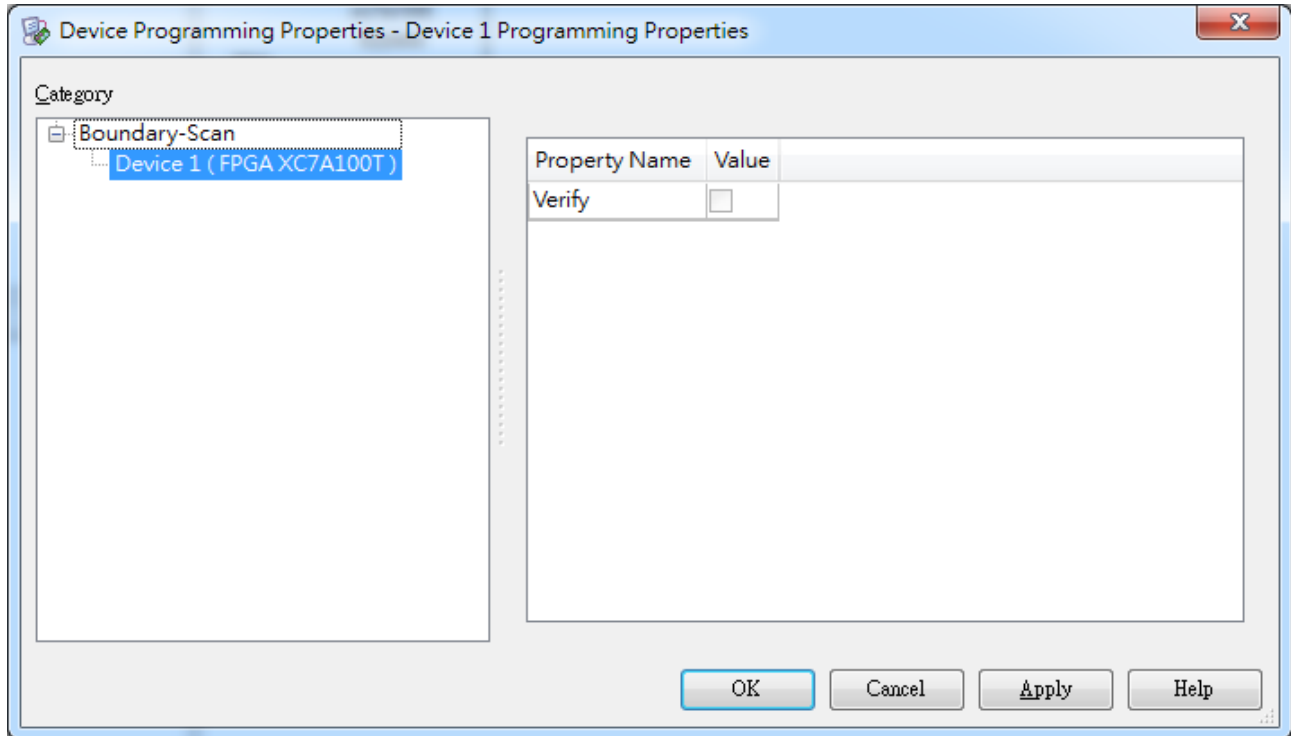 Device Programming Properties - Device 1 Programming Properties
Category
Boundary-Scan
Device 1 ( FPGA XC7A100T )
Property Name Value
Verify
OK Cancel Apply Help